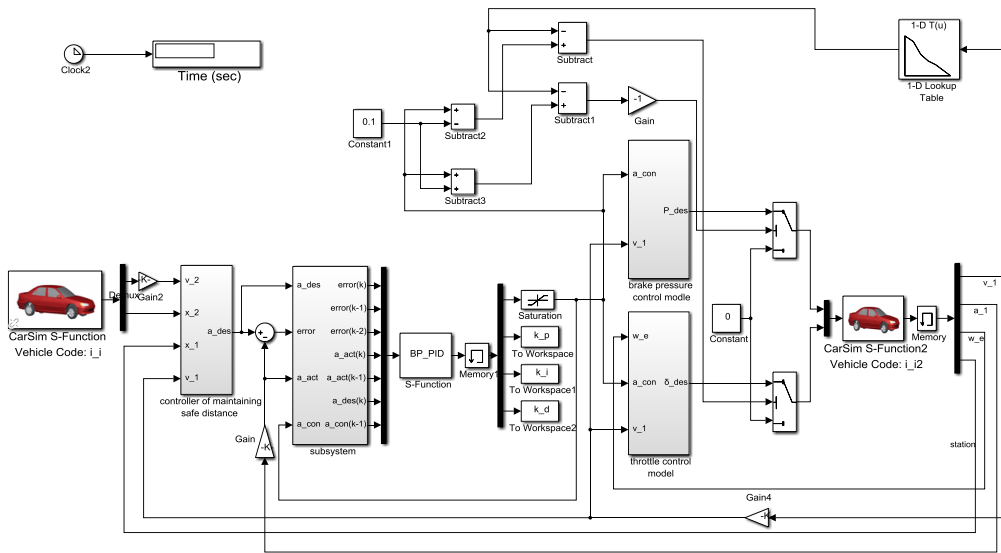 Clock2
Time (sec)
1-D T(u)
1-D Lookup
Table
−
+
Subtract
−
+
Subtract1
-1
Gain
0.1
Constant1
+
−
Subtract2
+
+
Subtract3
a_con
P_des
v_1
brake pressure
control modle
CarSim S-Function
Vehicle Code: i_i
Demux
-K-
Gain2
v_2
x_2
a_des
x_1
v_1
controller of maintaining
safe distance
+
−
Gain
-K-
a_des
error(k)
error(k-1)
error
error(k-2)
a_act(k)
a_act
a_act(k-1)
a_des(k)
a_con
a_con(k-1)
subsystem
BP_PID
S-Function
Memory1
Saturation
k_p
To Workspace
k_i
To Workspace1
k_d
To Workspace2
w_e
a_con
δ_des
v_1
throttle control
model
0
Constant
CarSim S-Function2
Vehicle Code: i_i2
Memory
v_1
a_1
w_e
station
Gain4
-K